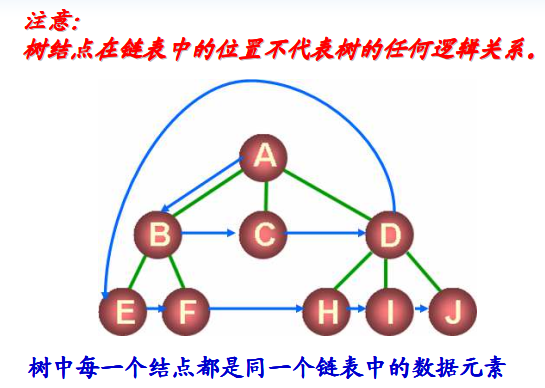 注意:
树结点在链表中的位置不代表树的任何逻辑关系。
A
B C D
E F H I J
树中每一个结点都是同一个链表中的数据元素